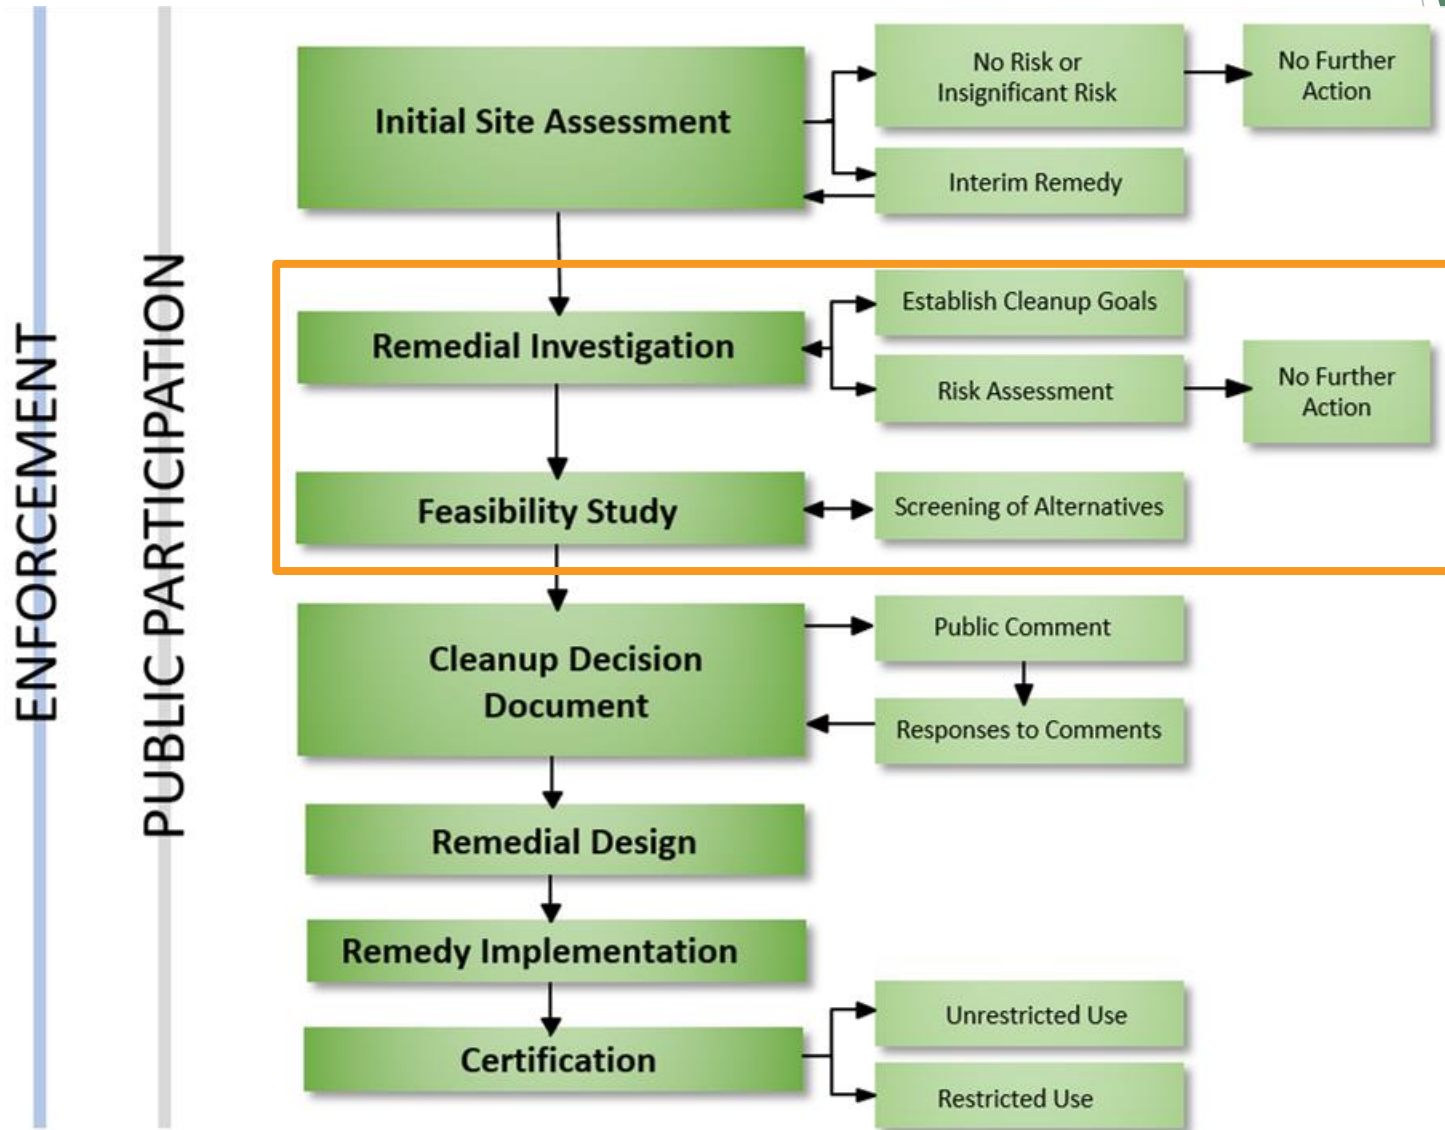 ENFORCEMENT
PUBLIC PARTICIPATION
Initial Site Assessment
No Risk or
Insignificant Risk
No Further
Action
Interim Remedy
Remedial Investigation
Establish Cleanup Goals
Risk Assessment
No Further
Action
Feasibility Study
Screening of Alternatives
Cleanup Decision
Document
Public Comment
Responses to Comments
Remedial Design
Remedy Implementation
Certification
Unrestricted Use
Restricted Use